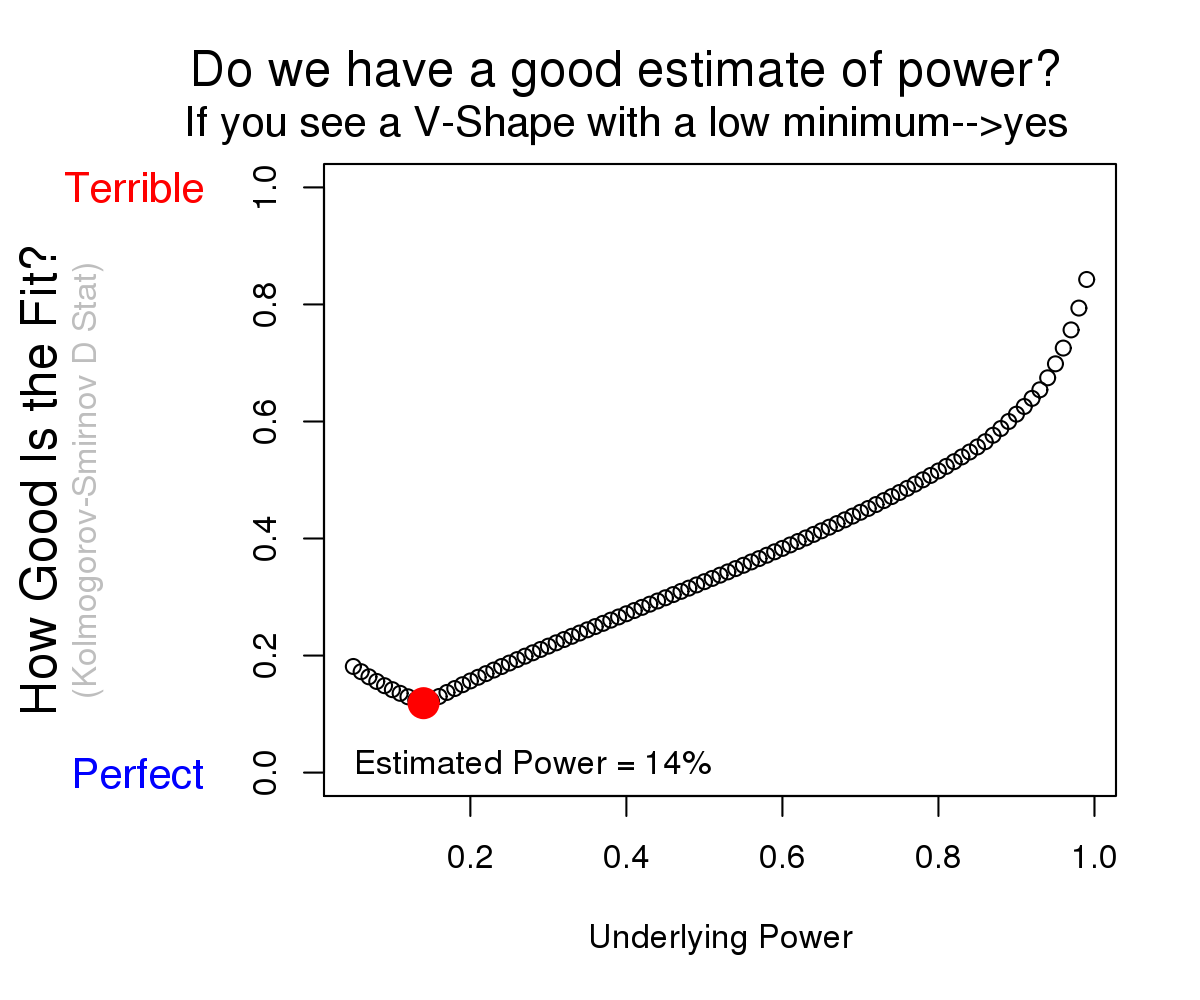 Do we have a good estimate of power?
If you see a V-Shape with a low minimum-->yes
Terrible
How Good Is the Fit?
(Kolmogorov-Smirnov D Stat)
Perfect
1.0
0.8
0.6
0.4
0.2
0.0
Estimated Power = 14%
0.2 0.4 0.6 0.8 1.0
Underlying Power